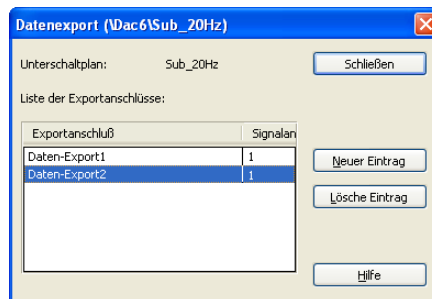 Datenexport (\Dac6\Sub_20Hz)
Unterschaltplan: Sub_20Hz
Schließen
Liste der Exportanschlüsse:
Exportanschluß Signalan
Daten-Export1 1
Daten-Export2 1
Neuer Eintrag
Lösche Eintrag
Hilfe